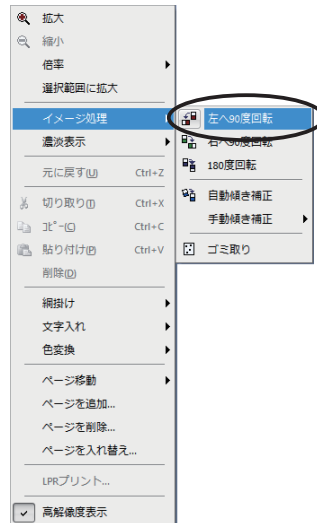 拡大
縮小
倍率
選択範囲に拡大
イメージ処理
濃淡表示
元に戻す(U) Ctrl+Z
切り取り(T) Ctrl+X
ｺﾋﾟｰ(C) Ctrl+C
貼り付け(P) Ctrl+V
削除(D)
網掛け
文字入れ
色変換
ページ移動
ページを追加...
ページを削除...
ページを入れ替え...
LPRプリント...
高解像度表示
左へ90度回転
右へ90度回転
180度回転
自動傾き補正
手動傾き補正
ゴミ取り